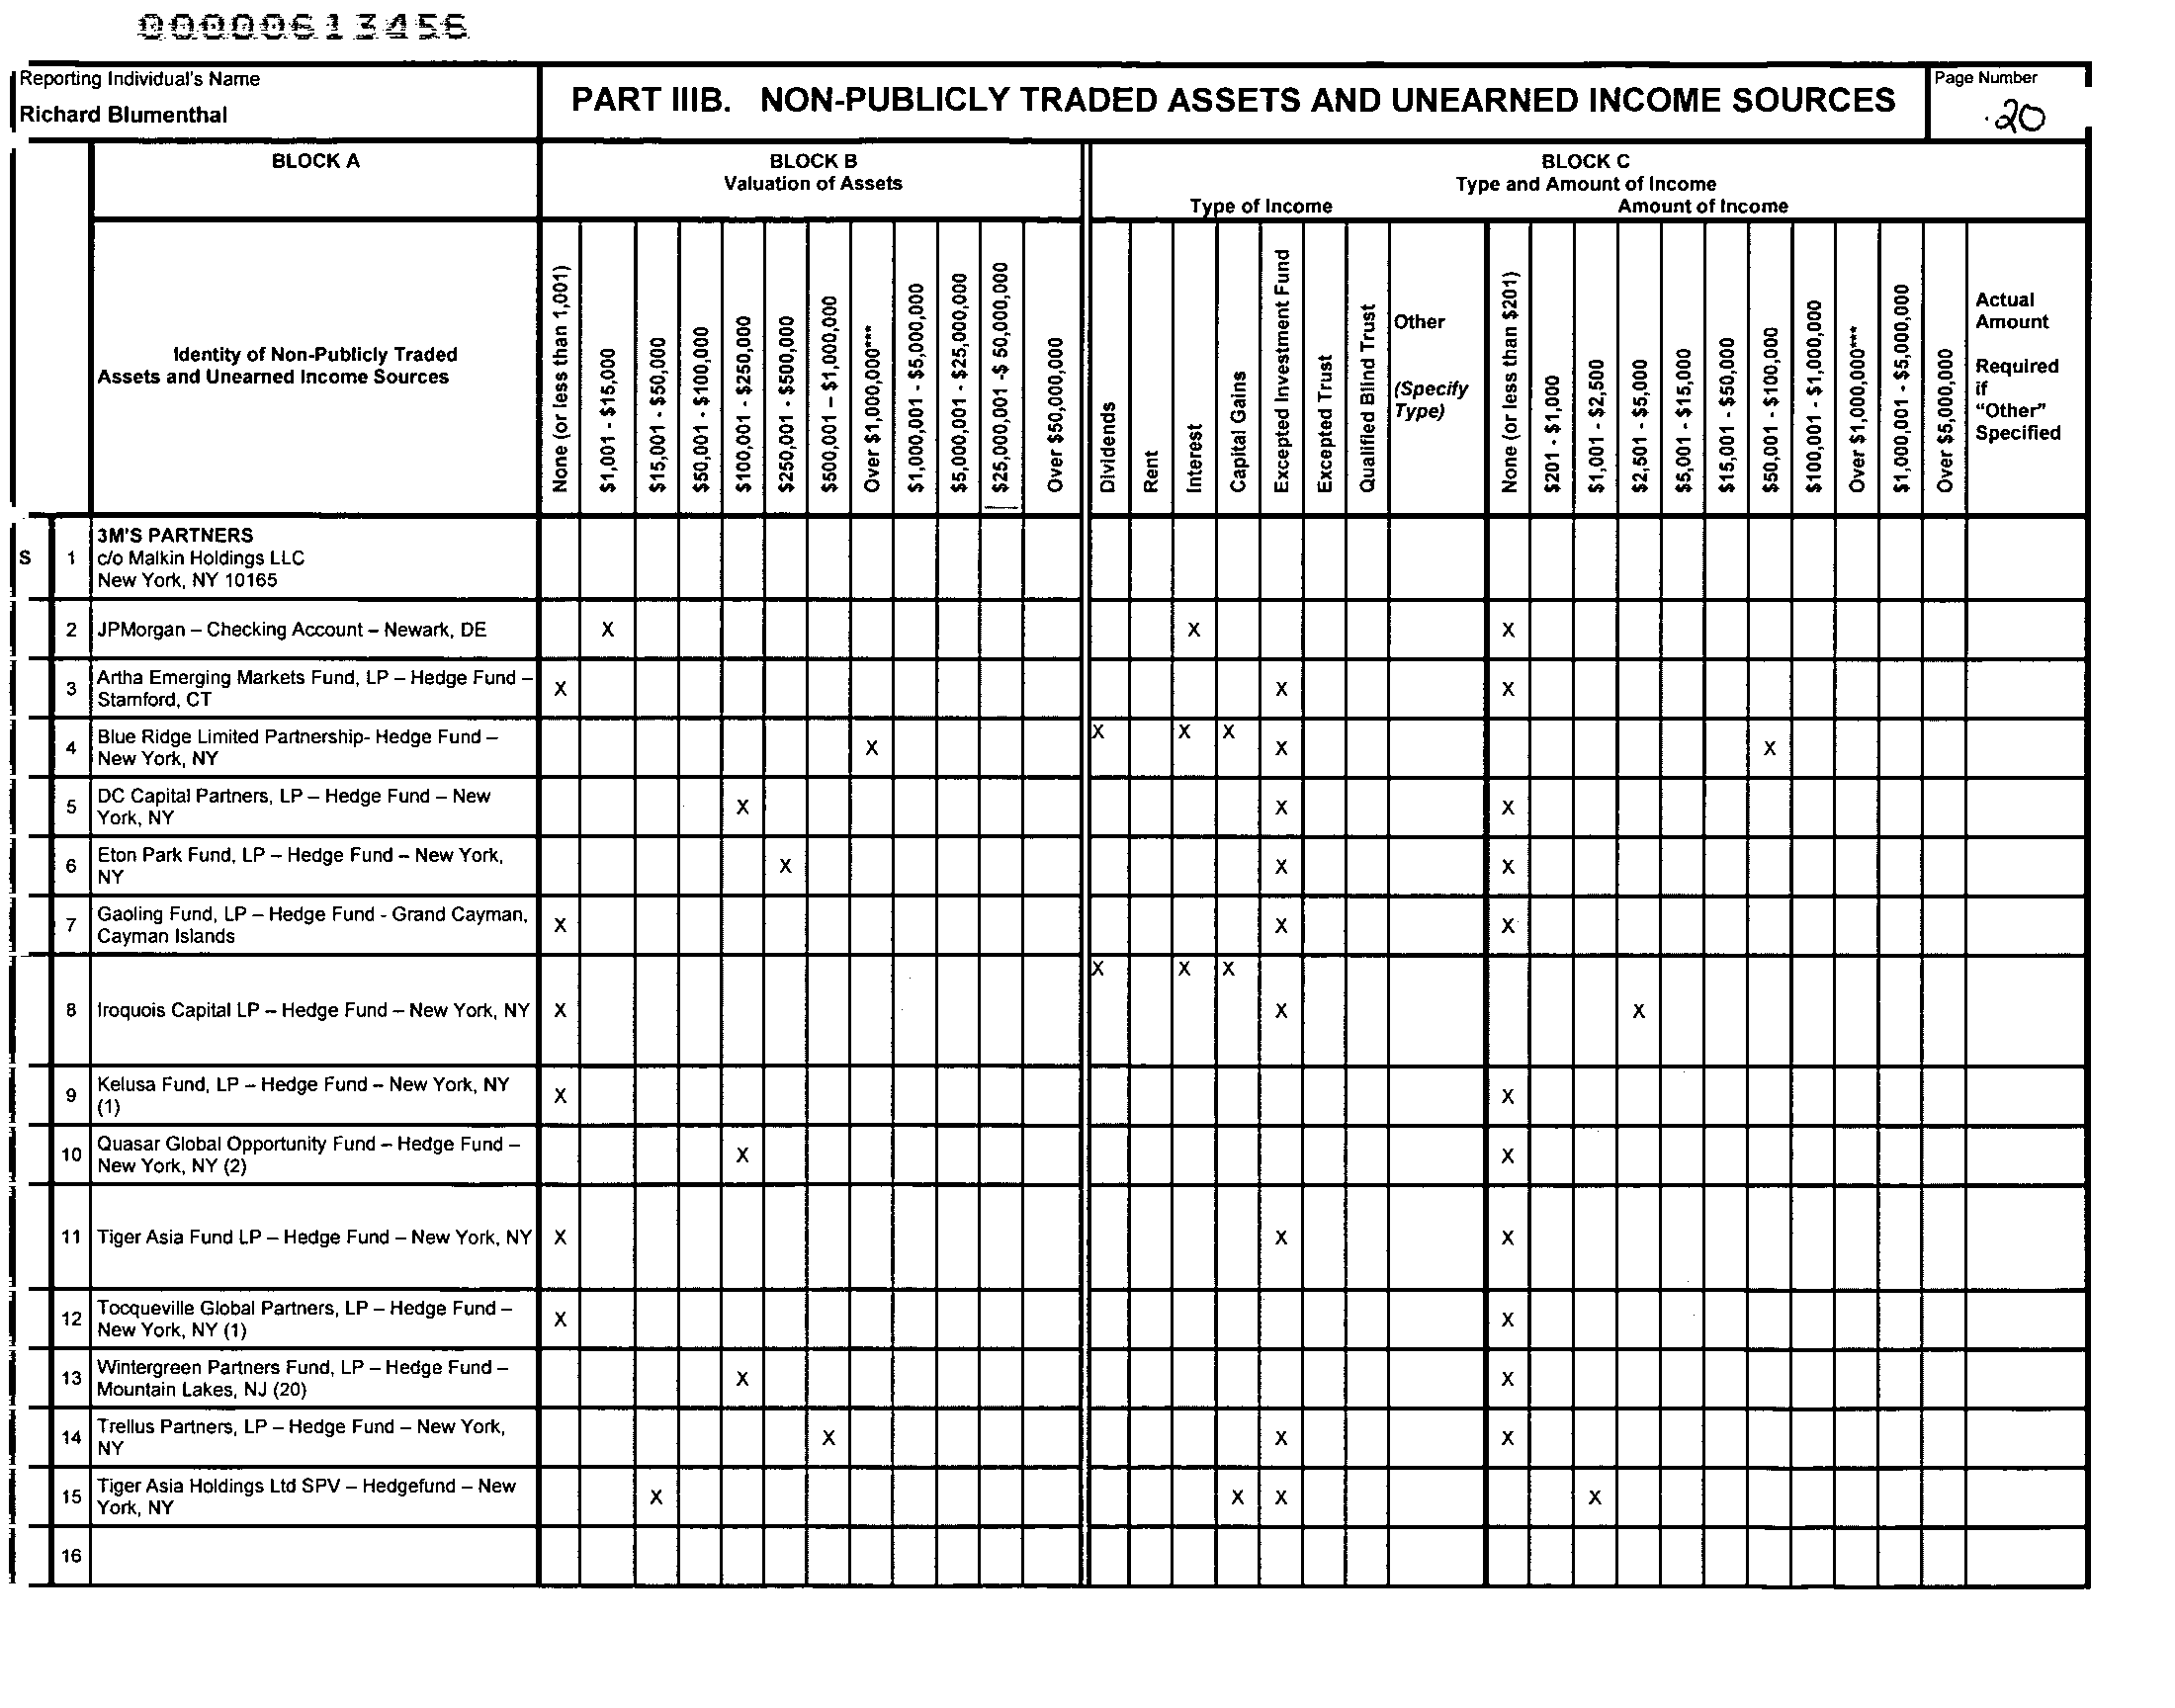 00000613456
Reporting Individual's Name
Richard Blumenthal
PART IIIB. NON-PUBLICLY TRADED ASSETS AND UNEARNED INCOME SOURCES
Page Number
20
BLOCK A
BLOCK B
Valuation of Assets
BLOCK C
Type and Amount of Income
Type of Income
Amount of Income
Identity of Non-Publicly Traded
Assets and Unearned Income Sources
None (or less than 1,001)
$1,001 - $15,000
$15,001 - $50,000
$50,001 - $100,000
$100,001 - $250,000
$250,001 - $500,000
$500,001 – $1,000,000
Over $1,000,000***
$1,000,001 - $5,000,000
$5,000,001 - $25,000,000
$25,000,001 -$ 50,000,000
Over $50,000,000
Dividends
Rent
Interest
Capital Gains
Excepted Investment Fund
Excepted Trust
Qualified Blind Trust
Other
(Specify
Type)
None (or less than $201)
$201 - $1,000
$1,001 - $2,500
$2,501 - $5,000
$5,001 - $15,000
$15,001 - $50,000
$50,001 - $100,000
$100,001 - $1,000,000
Over $1,000,000***
$1,000,001 - $5,000,000
Over $5,000,000
Actual
Amount
Required
if
"Other"
Specified
S 1 3M'S PARTNERS
c/o Malkin Holdings LLC
New York, NY 10165
2 JPMorgan – Checking Account – Newark, DE X X X
3 Artha Emerging Markets Fund, LP – Hedge Fund –
Stamford, CT X X X
4 Blue Ridge Limited Partnership- Hedge Fund –
New York, NY X X X X X X
5 DC Capital Partners, LP – Hedge Fund – New
York, NY X X X
6 Eton Park Fund, LP – Hedge Fund – New York,
NY X X X
7 Gaoling Fund, LP – Hedge Fund - Grand Cayman,
Cayman Islands X X X
X X X
8 Iroquois Capital LP – Hedge Fund – New York, NY X X X
9 Kelusa Fund, LP – Hedge Fund – New York, NY
(1) X X
10 Quasar Global Opportunity Fund – Hedge Fund –
New York, NY (2) X X
11 Tiger Asia Fund LP – Hedge Fund – New York, NY X X X
12 Tocqueville Global Partners, LP – Hedge Fund –
New York, NY (1) X X
13 Wintergreen Partners Fund, LP – Hedge Fund –
Mountain Lakes, NJ (20) X X
14 Trellus Partners, LP – Hedge Fund – New York,
NY X X X
15 Tiger Asia Holdings Ltd SPV – Hedgefund – New
York, NY X X X X
16